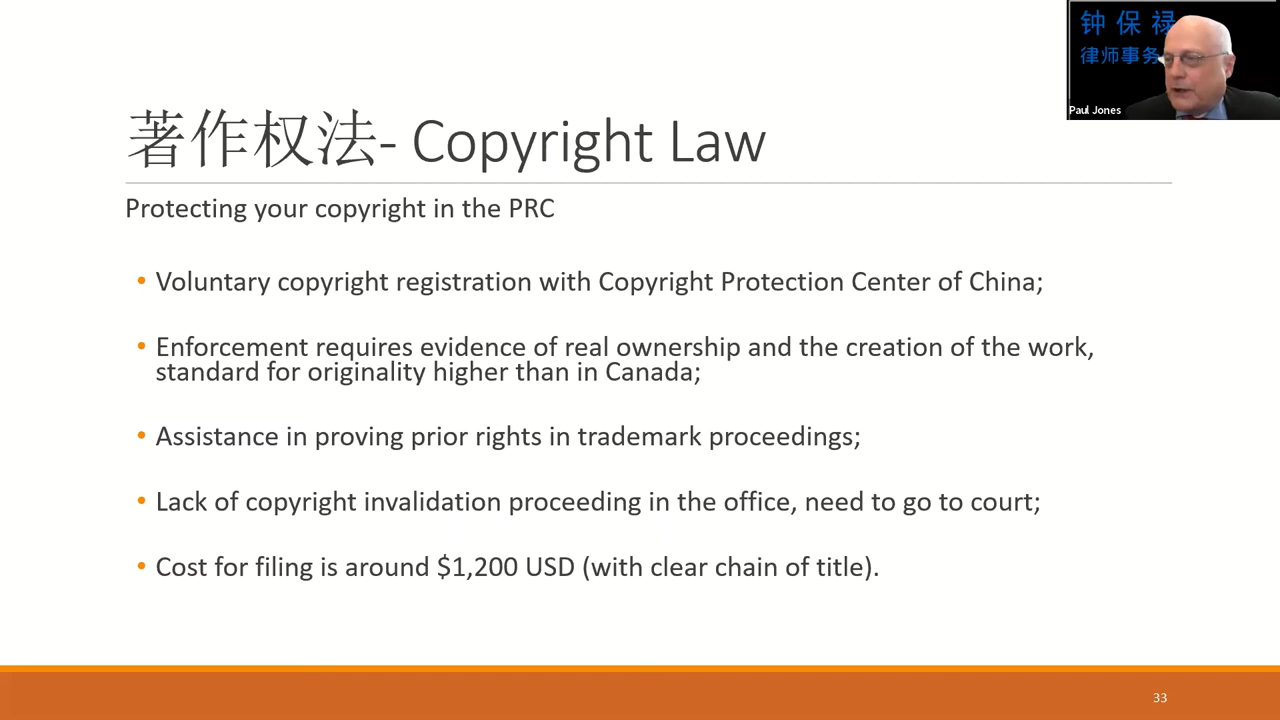 钟保禄
律师事务
Paul Jones
著作权法- Copyright Law
Protecting your copyright in the PRC
• Voluntary copyright registration with Copyright Protection Center of China;
• Enforcement requires evidence of real ownership and the creation of the work,
standard for originality higher than in Canada;
• Assistance in proving prior rights in trademark proceedings;
• Lack of copyright invalidation proceeding in the office, need to go to court;
• Cost for filing is around $1,200 USD (with clear chain of title).
33